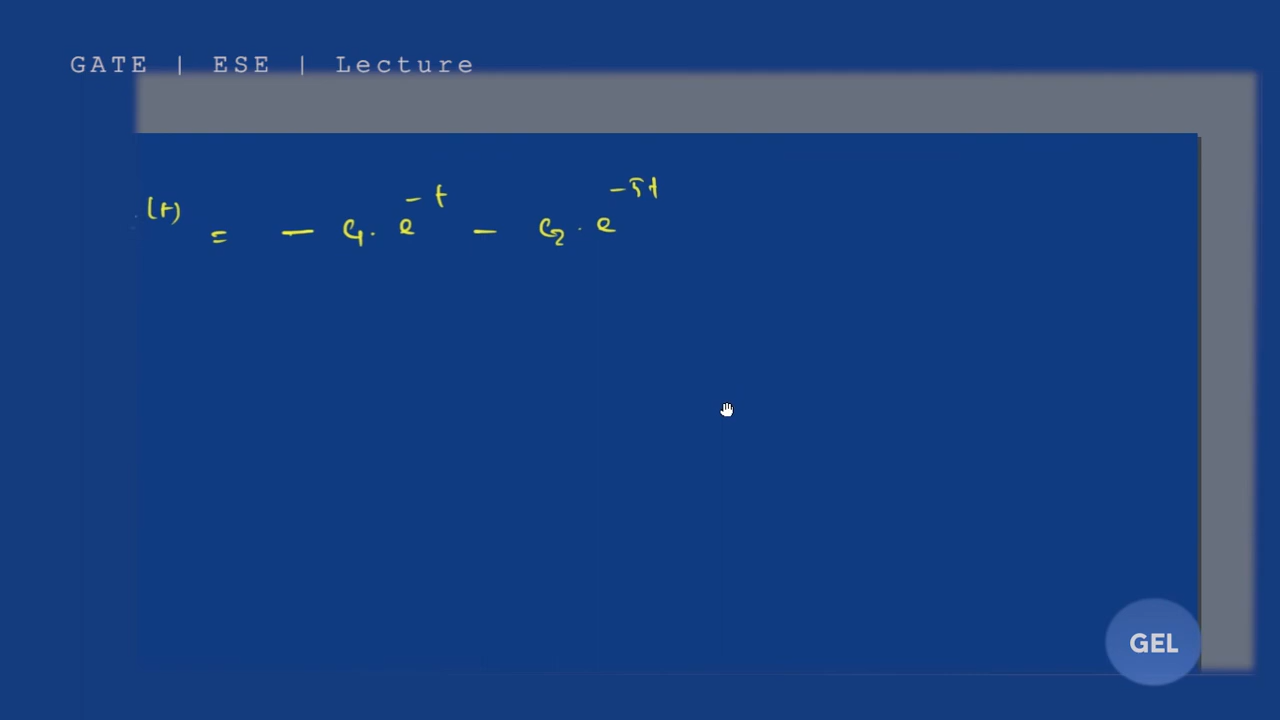 GATE | ESE | Lecture
(t) = - C₁. e^{-t} - C₂. e^{-5t}
GEL